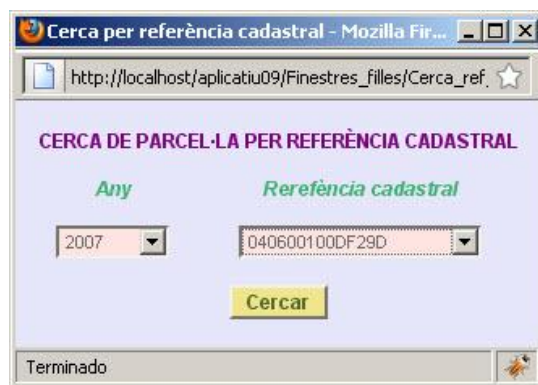 Cerca per referència cadastral - Mozilla Fir...
http://localhost/aplicatiu09/Finestres_filles/Cerca_ref_
CERCA DE PARCEL·LA PER REFERÈNCIA CADASTRAL
Any Rerefència cadastral
2007 040600100DF29D
Cercar
Terminado